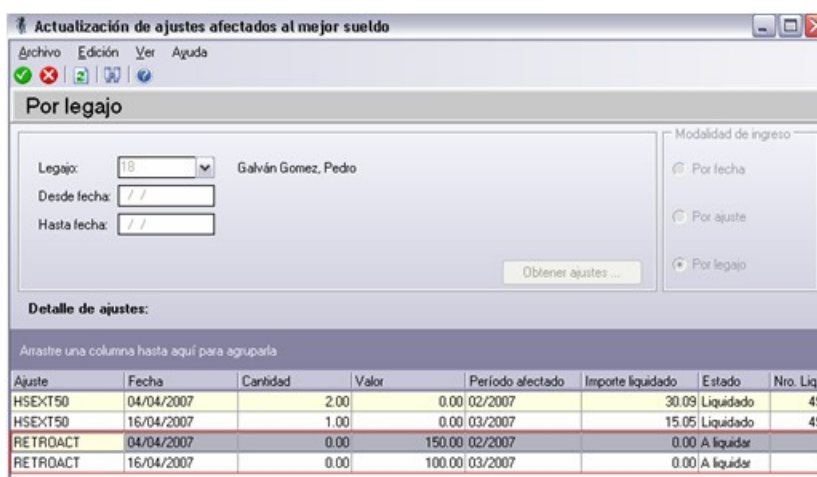 Actualización de ajustes afectados al mejor sueldo
Archivo Edición Ver Ayuda
Por legajo
Modalidad de ingreso
Legajo: 18 Galván Gomez, Pedro
Por fecha
Desde fecha: / /
Hasta fecha: / /
Por ajuste
Obtener ajustes ...
Por legajo
Detalle de ajustes:
Arrastre una columna hasta aquí para agruparla
Ajuste Fecha Cantidad Valor Período afectado Importe liquidado Estado Nro. Liq
HSEXT50 04/04/2007 2.00 0.00 02/2007 30.09 Liquidado
HSEXT50 16/04/2007 1.00 0.00 03/2007 15.05 Liquidado
RETROACT 04/04/2007 0.00 150.00 02/2007 0.00 A liquidar
RETROACT 16/04/2007 0.00 100.00 03/2007 0.00 A liquidar